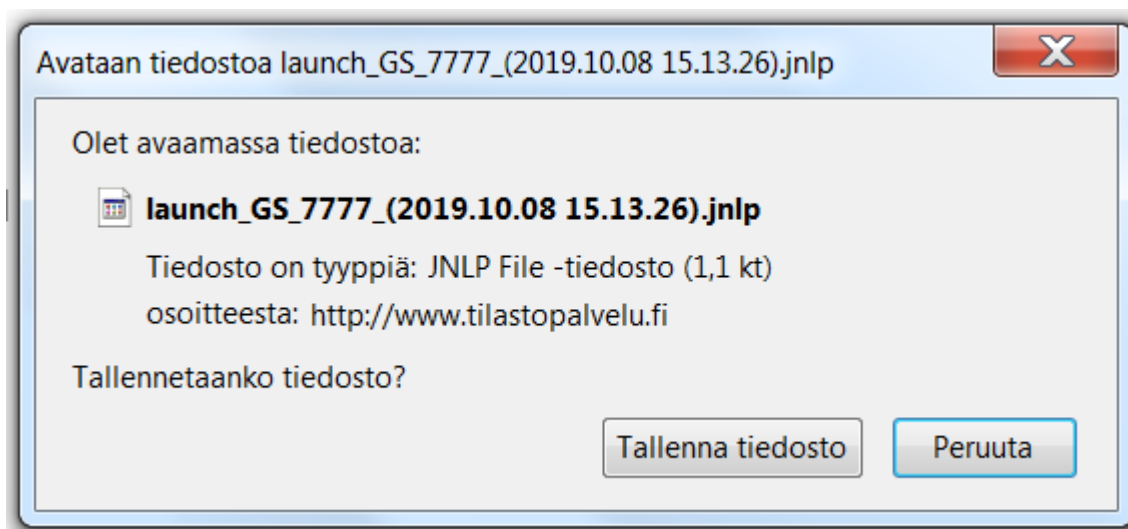 Avataan tiedostoa launch_GS_7777_(2019.10.08 15.13.26).jnlp
Olet avaamassa tiedostoa:
launch_GS_7777_(2019.10.08 15.13.26).jnlp
Tiedosto on tyyppiä: JNLP File -tiedosto (1,1 kt)
osoitteesta: http://www.tilastopalvelu.fi
Tallennetaanko tiedosto?
Tallenna tiedosto Peruuta